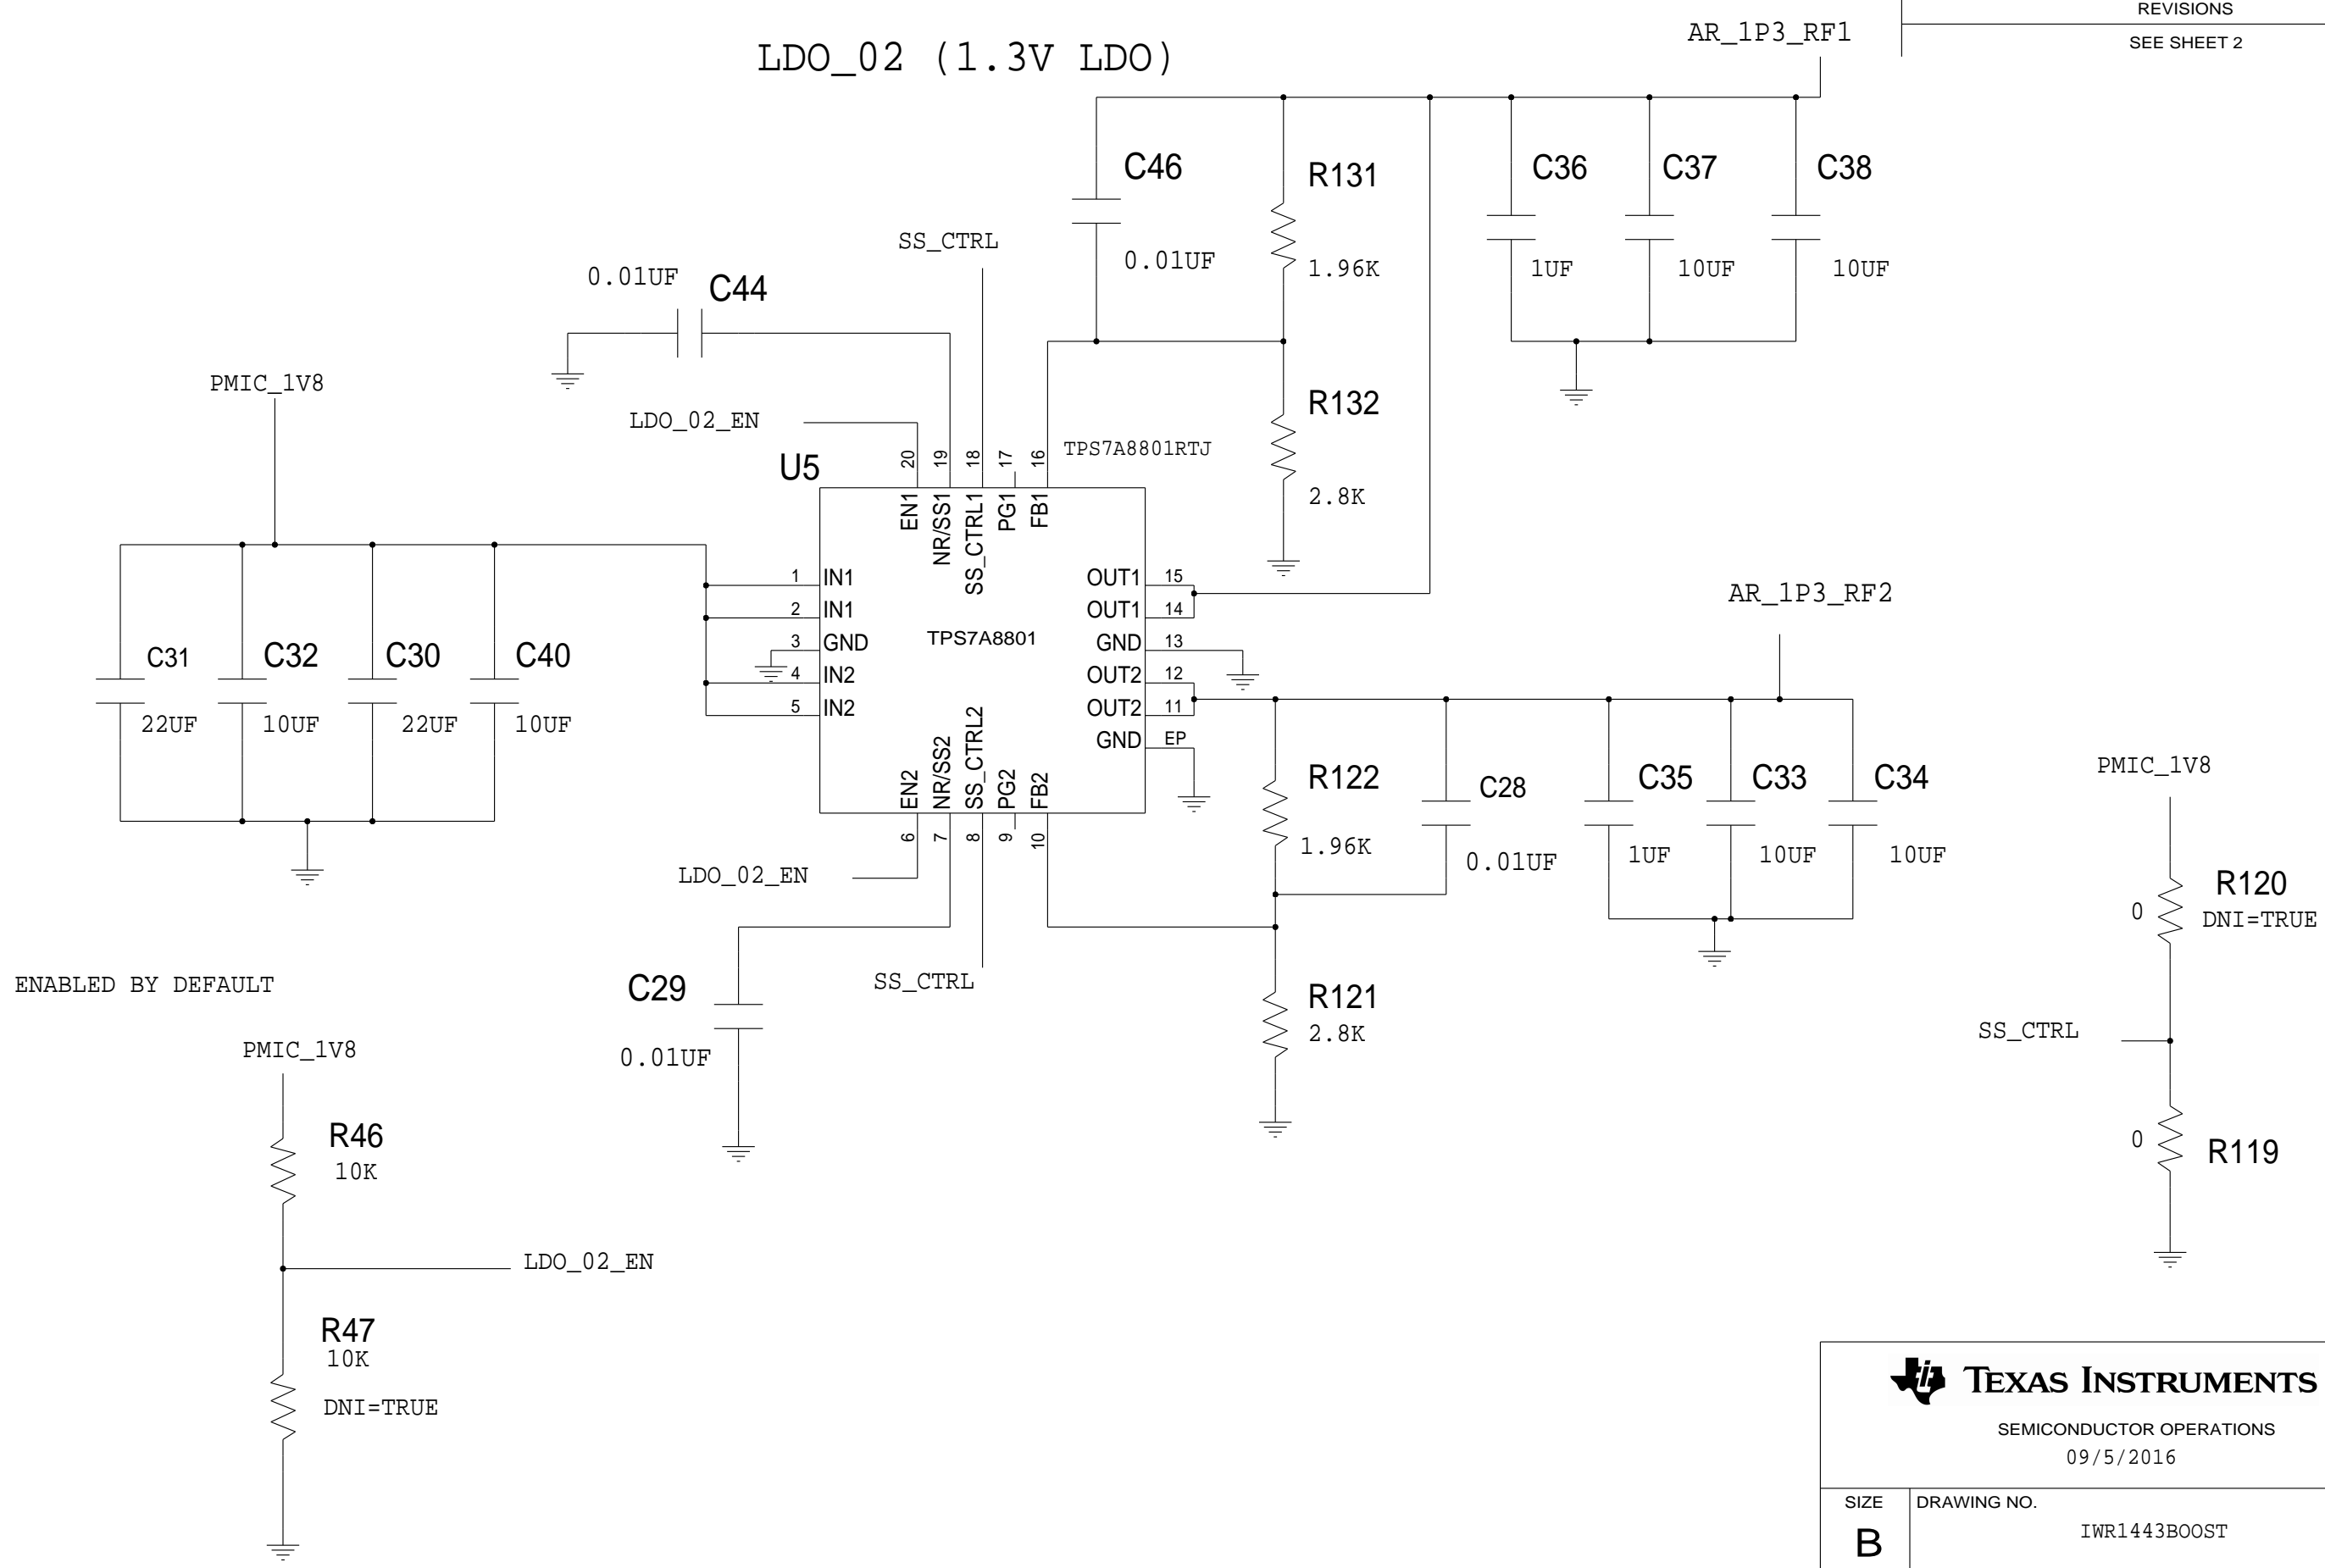 REVISIONS
SEE SHEET 2
LDO_02 (1.3V LDO)
AR_1P3_RF1
C46
0.01UF
R131
1.96K
C36
1UF
C37
10UF
C38
10UF
SS_CTRL
0.01UF
C44
PMIC_1V8
LDO_02_EN
R132
2.8K
TPS7A8801RTJ
U5
20
19
18
17
16
EN1
NR/SS1
SS_CTRL1
PG1
FB1
1 IN1
2 IN1
3 GND
4 IN2
5 IN2
TPS7A8801
OUT1 15
OUT1 14
GND 13
OUT2 12
OUT2 11
GND EP
EN2
NR/SS2
SS_CTRL2
PG2
FB2
6
7
8
9
10
C31
22UF
C32
10UF
C30
22UF
C40
10UF
AR_1P3_RF2
R122
1.96K
C28
0.01UF
C35
1UF
C33
10UF
C34
10UF
PMIC_1V8
0
R120
DNI=TRUE
LDO_02_EN
SS_CTRL
C29
0.01UF
R121
2.8K
SS_CTRL
0
R119
ENABLED BY DEFAULT
PMIC_1V8
R46
10K
LDO_02_EN
R47
10K
DNI=TRUE
TEXAS INSTRUMENTS
SEMICONDUCTOR OPERATIONS
09/5/2016
SIZE
B
DRAWING NO.
IWR1443BOOST